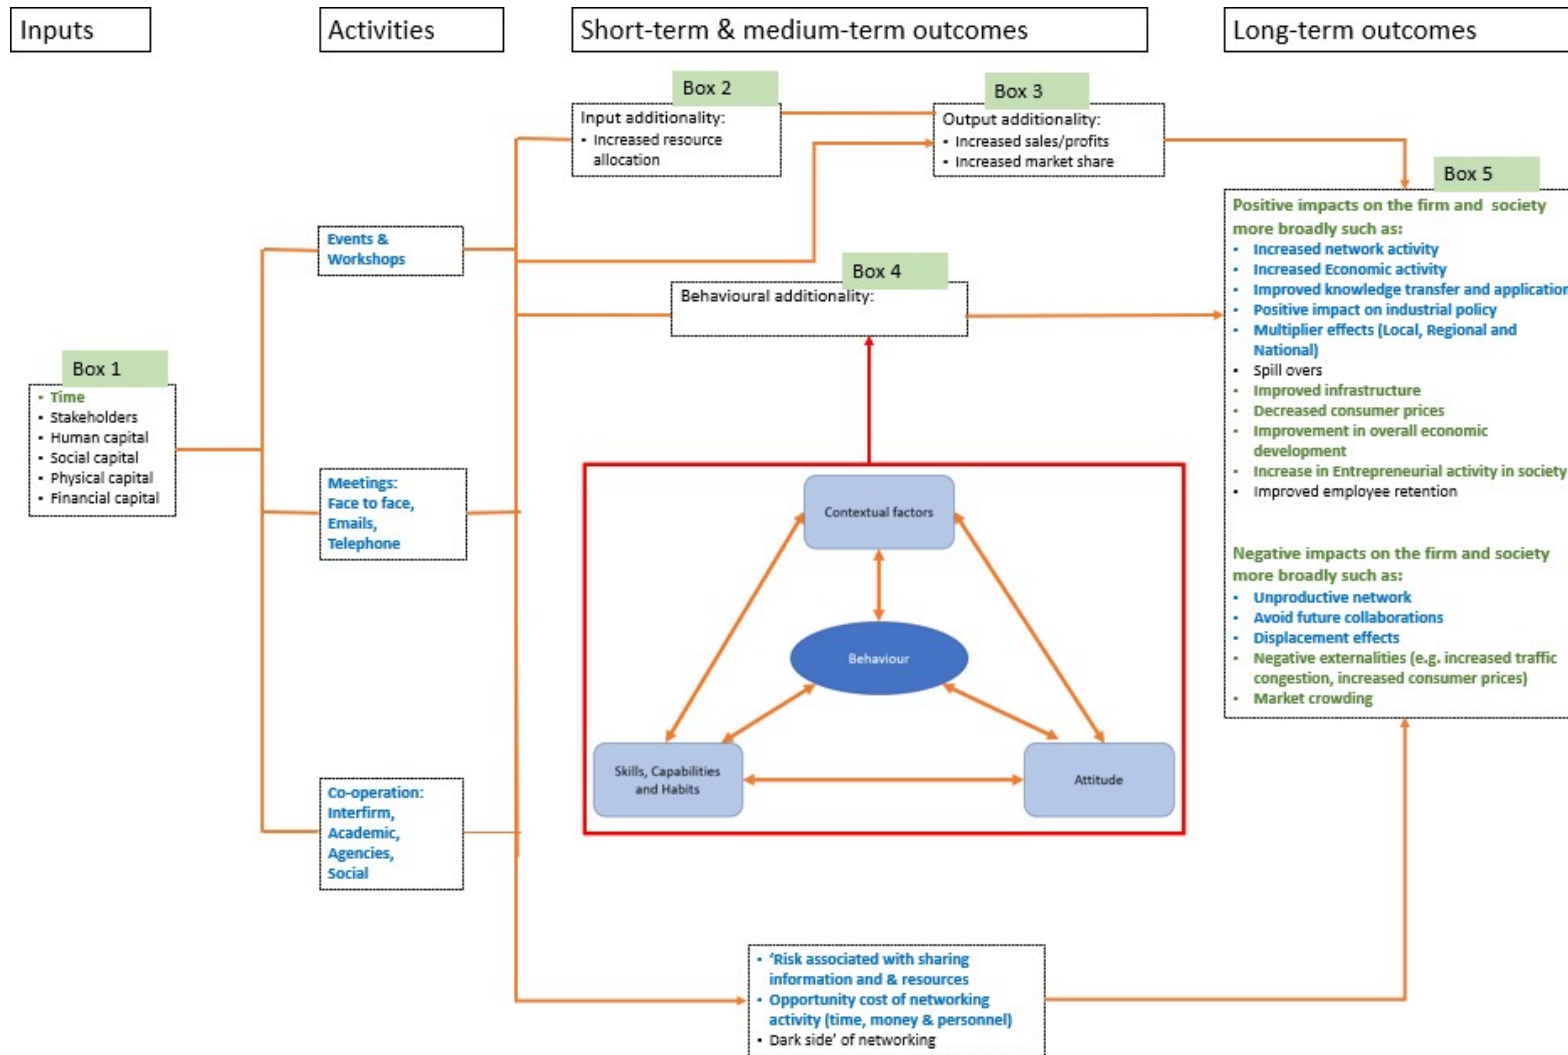 Inputs
Activities
Short-term & medium-term outcomes
Long-term outcomes
Box 1
▪ Time
▪ Stakeholders
▪ Human capital
▪ Social capital
▪ Physical capital
▪ Financial capital
Events &
Workshops
Meetings:
Face to face,
Emails,
Telephone
Co-operation:
Interfirm,
Academic,
Agencies,
Social
Box 2
Input additionality:
▪ Increased resource
allocation
Box 3
Output additionality:
▪ Increased sales/profits
▪ Increased market share
Box 4
Behavioural additionality:
Contextual factors
Behaviour
Skills, Capabilities
and Habits
Attitude
▪ ‘Risk associated with sharing
information and & resources
▪ Opportunity cost of networking
activity (time, money & personnel)
▪ Dark side’ of networking
Box 5
Positive impacts on the firm and society
more broadly such as:
▪ Increased network activity
▪ Increased Economic activity
▪ Improved knowledge transfer and application
▪ Positive impact on industrial policy
▪ Multiplier effects (Local, Regional and
National)
▪ Spill overs
▪ Improved infrastructure
▪ Decreased consumer prices
▪ Improvement in overall economic
development
▪ Increase in Entrepreneurial activity in society
▪ Improved employee retention
Negative impacts on the firm and society
more broadly such as:
▪ Unproductive network
▪ Avoid future collaborations
▪ Displacement effects
▪ Negative externalities (e.g. increased traffic
congestion, increased consumer prices)
▪ Market crowding